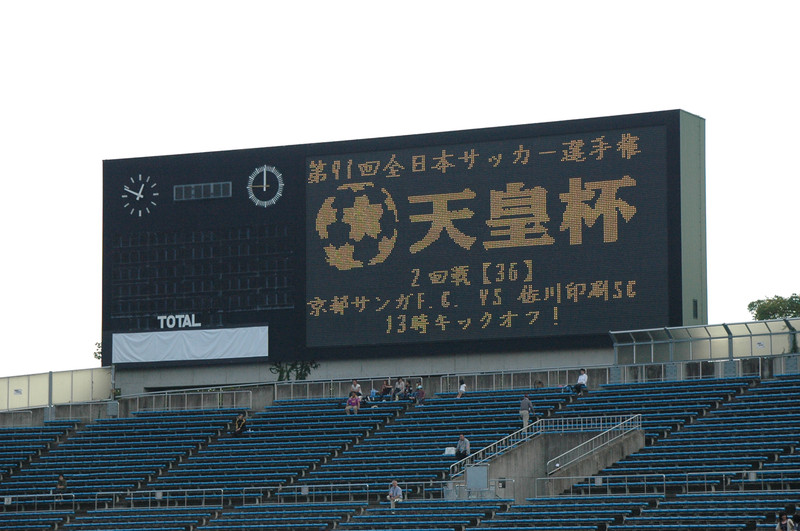 第91回全日本サッカー選手権
天皇杯
2回戦【36】
京都サンガF.C. VS 佐川印刷SC
13時キックオフ!
TOTAL